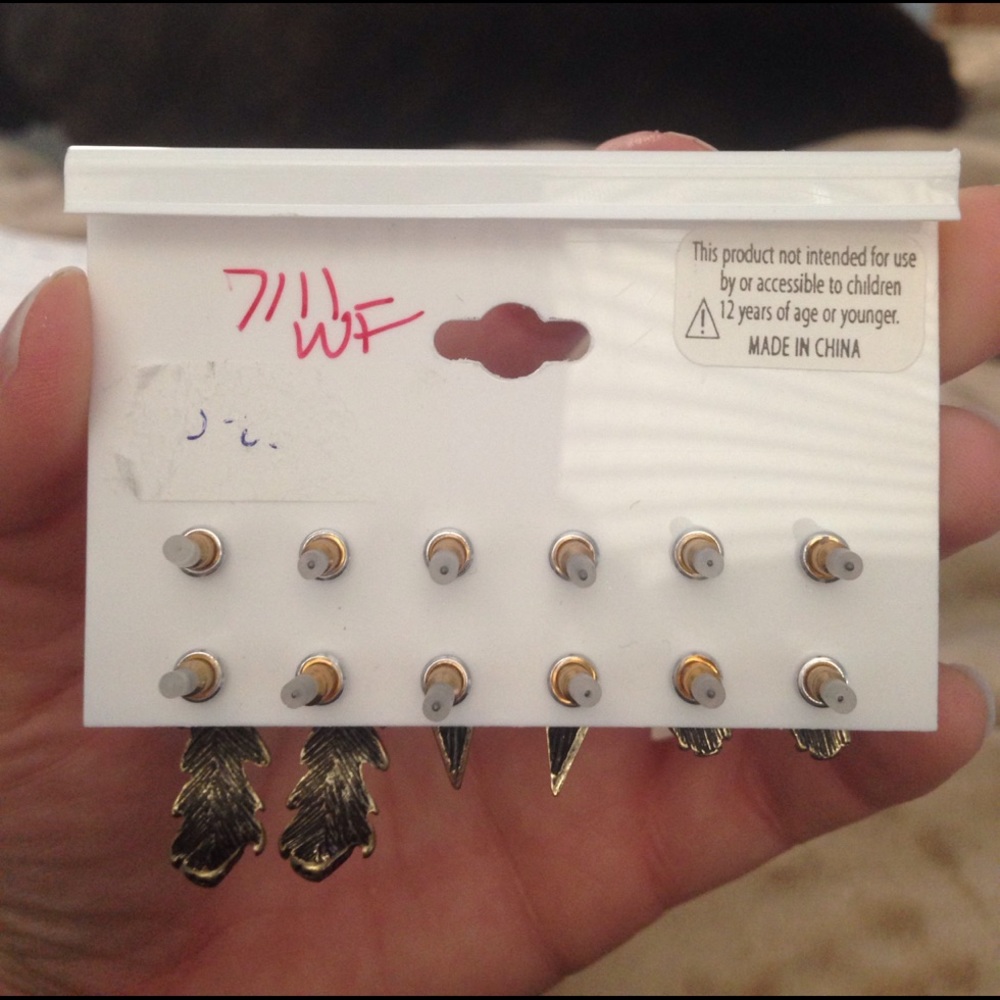 7/11
WF
This product not intended for use
by or accessible to children
12 years of age or younger.
MADE IN CHINA